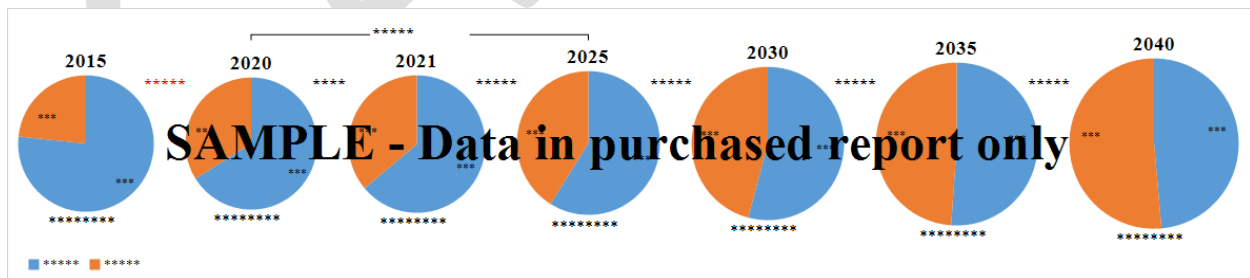 *****
2015 2020 2021 2025 2030 2035 2040
***** **** ***** ***** ***** *****
*** *** *** *** *** *** ***
SAMPLE - Data in purchased report only
*** *** *** *** *** *** ***
******** ******** ******** ******** ******** ******** ********
***** *****